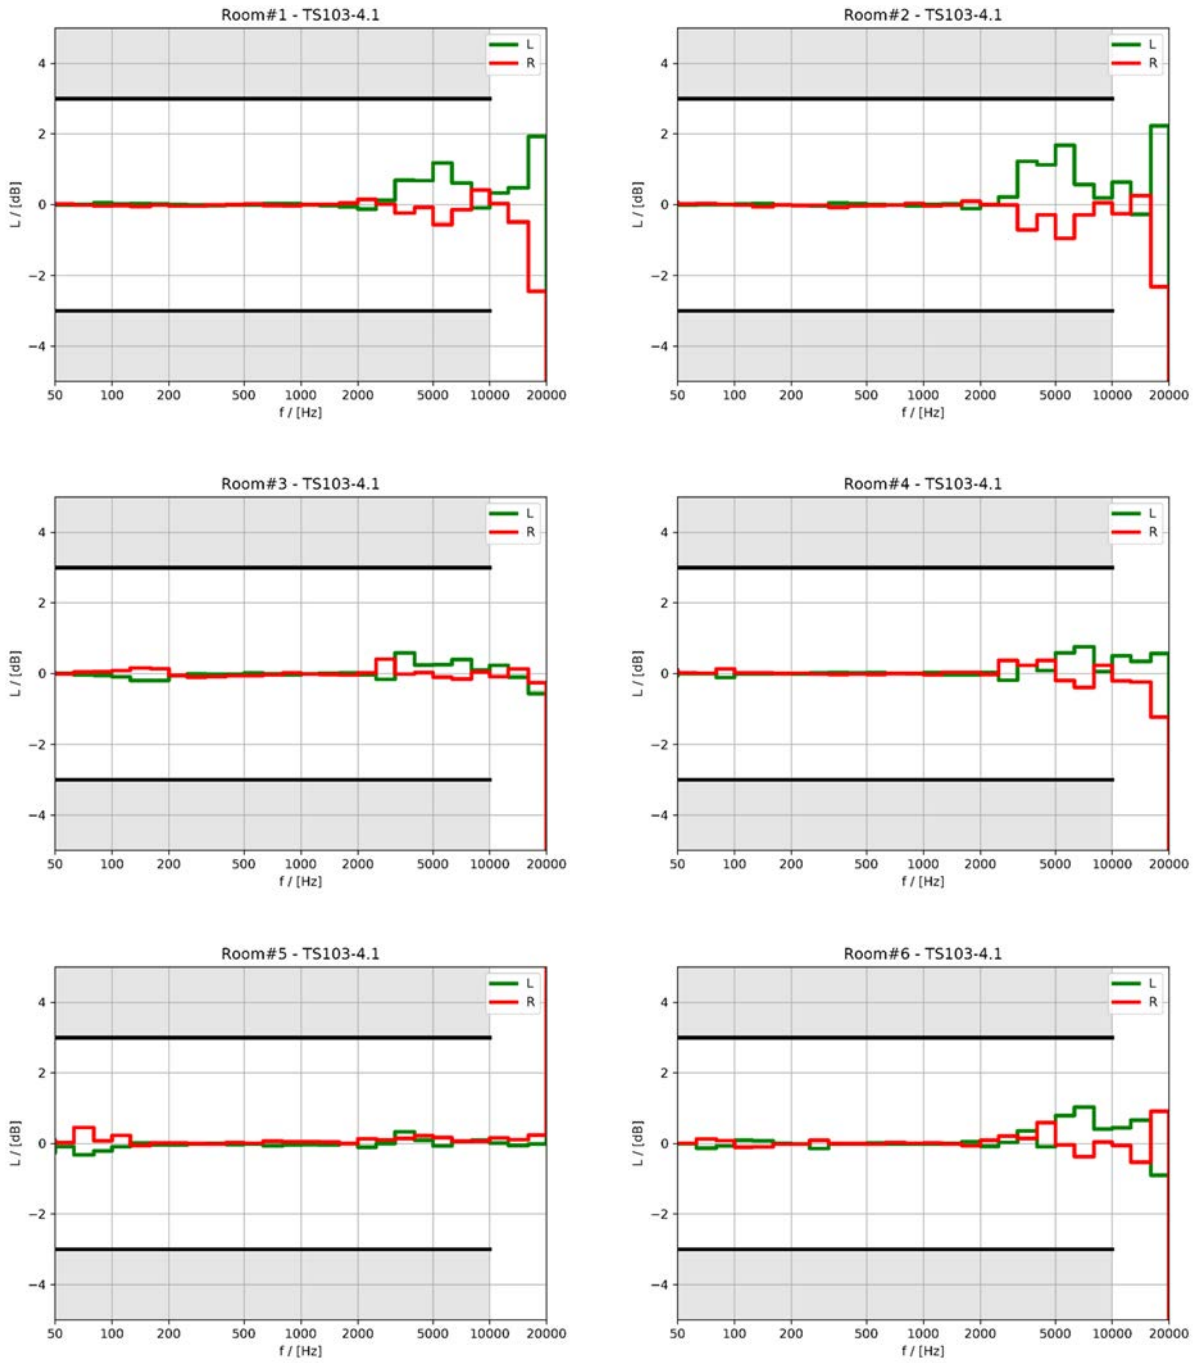 Room#1 - TS103-4.1
L
R
4
2
0
−2
−4
L / [dB]
50 100 200 500 1000 2000 5000 10000 20000
f / [Hz]
Room#2 - TS103-4.1
L
R
4
2
0
−2
−4
L / [dB]
50 100 200 500 1000 2000 5000 10000 20000
f / [Hz]
Room#3 - TS103-4.1
L
R
4
2
0
−2
−4
L / [dB]
50 100 200 500 1000 2000 5000 10000 20000
f / [Hz]
Room#4 - TS103-4.1
L
R
4
2
0
−2
−4
L / [dB]
50 100 200 500 1000 2000 5000 10000 20000
f / [Hz]
Room#5 - TS103-4.1
L
R
4
2
0
−2
−4
L / [dB]
50 100 200 500 1000 2000 5000 10000 20000
f / [Hz]
Room#6 - TS103-4.1
L
R
4
2
0
−2
−4
L / [dB]
50 100 200 500 1000 2000 5000 10000 20000
f / [Hz]